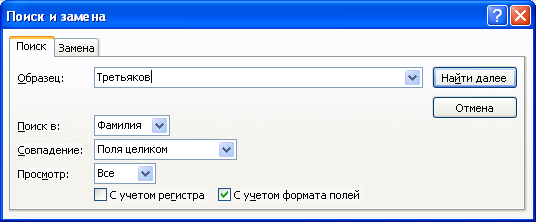 Поиск и замена
Поиск Замена
Образец: Третьяков Найти далее
Отмена
Поиск в: Фамилия
Совпадение: Поля целиком
Просмотр: Все
С учетом регистра С учетом формата полей